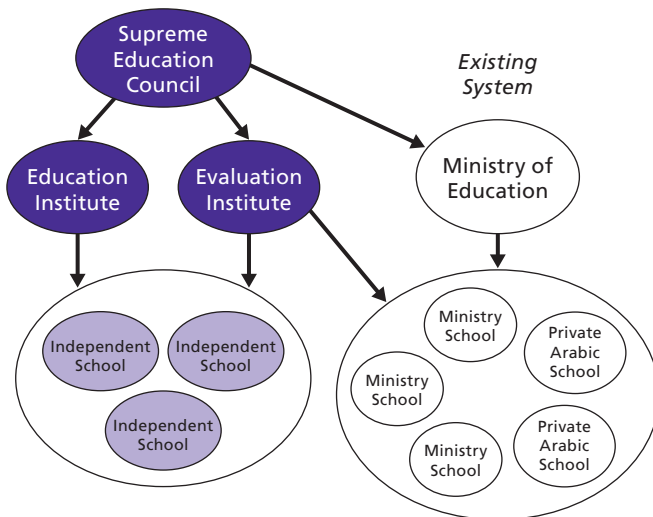 Supreme
Education
Council
Existing
System
Education
Institute
Evaluation
Institute
Ministry of
Education
Independent
School
Independent
School
Independent
School
Ministry
School
Private
Arabic
School
Ministry
School
Ministry
School
Private
Arabic
School